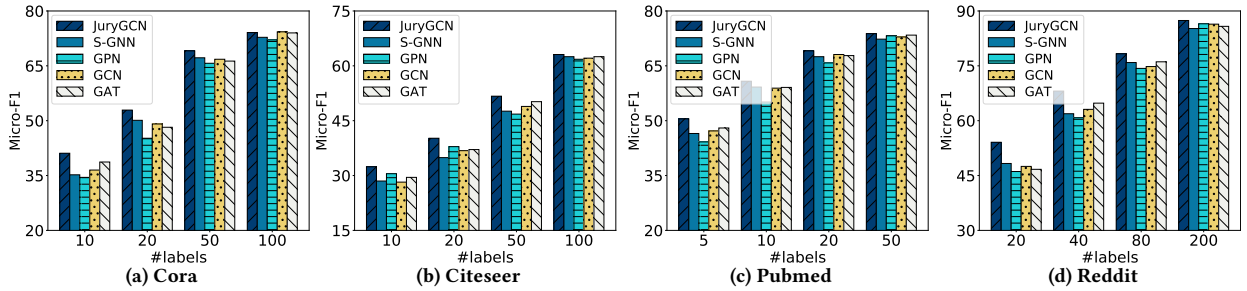 80
65
50
35
20
Micro-F1
JuryGCN
S-GNN
GPN
GCN
GAT
10 20 50 100
#labels
(a) Cora
75
60
45
30
15
Micro-F1
JuryGCN
S-GNN
GPN
GCN
GAT
10 20 50 100
#labels
(b) Citeseer
80
65
50
35
20
Micro-F1
JuryGCN
S-GNN
GPN
GCN
GAT
5 10 20 50
#labels
(c) Pubmed
90
75
60
45
30
Micro-F1
JuryGCN
S-GNN
GPN
GCN
GAT
20 40 80 200
#labels
(d) Reddit